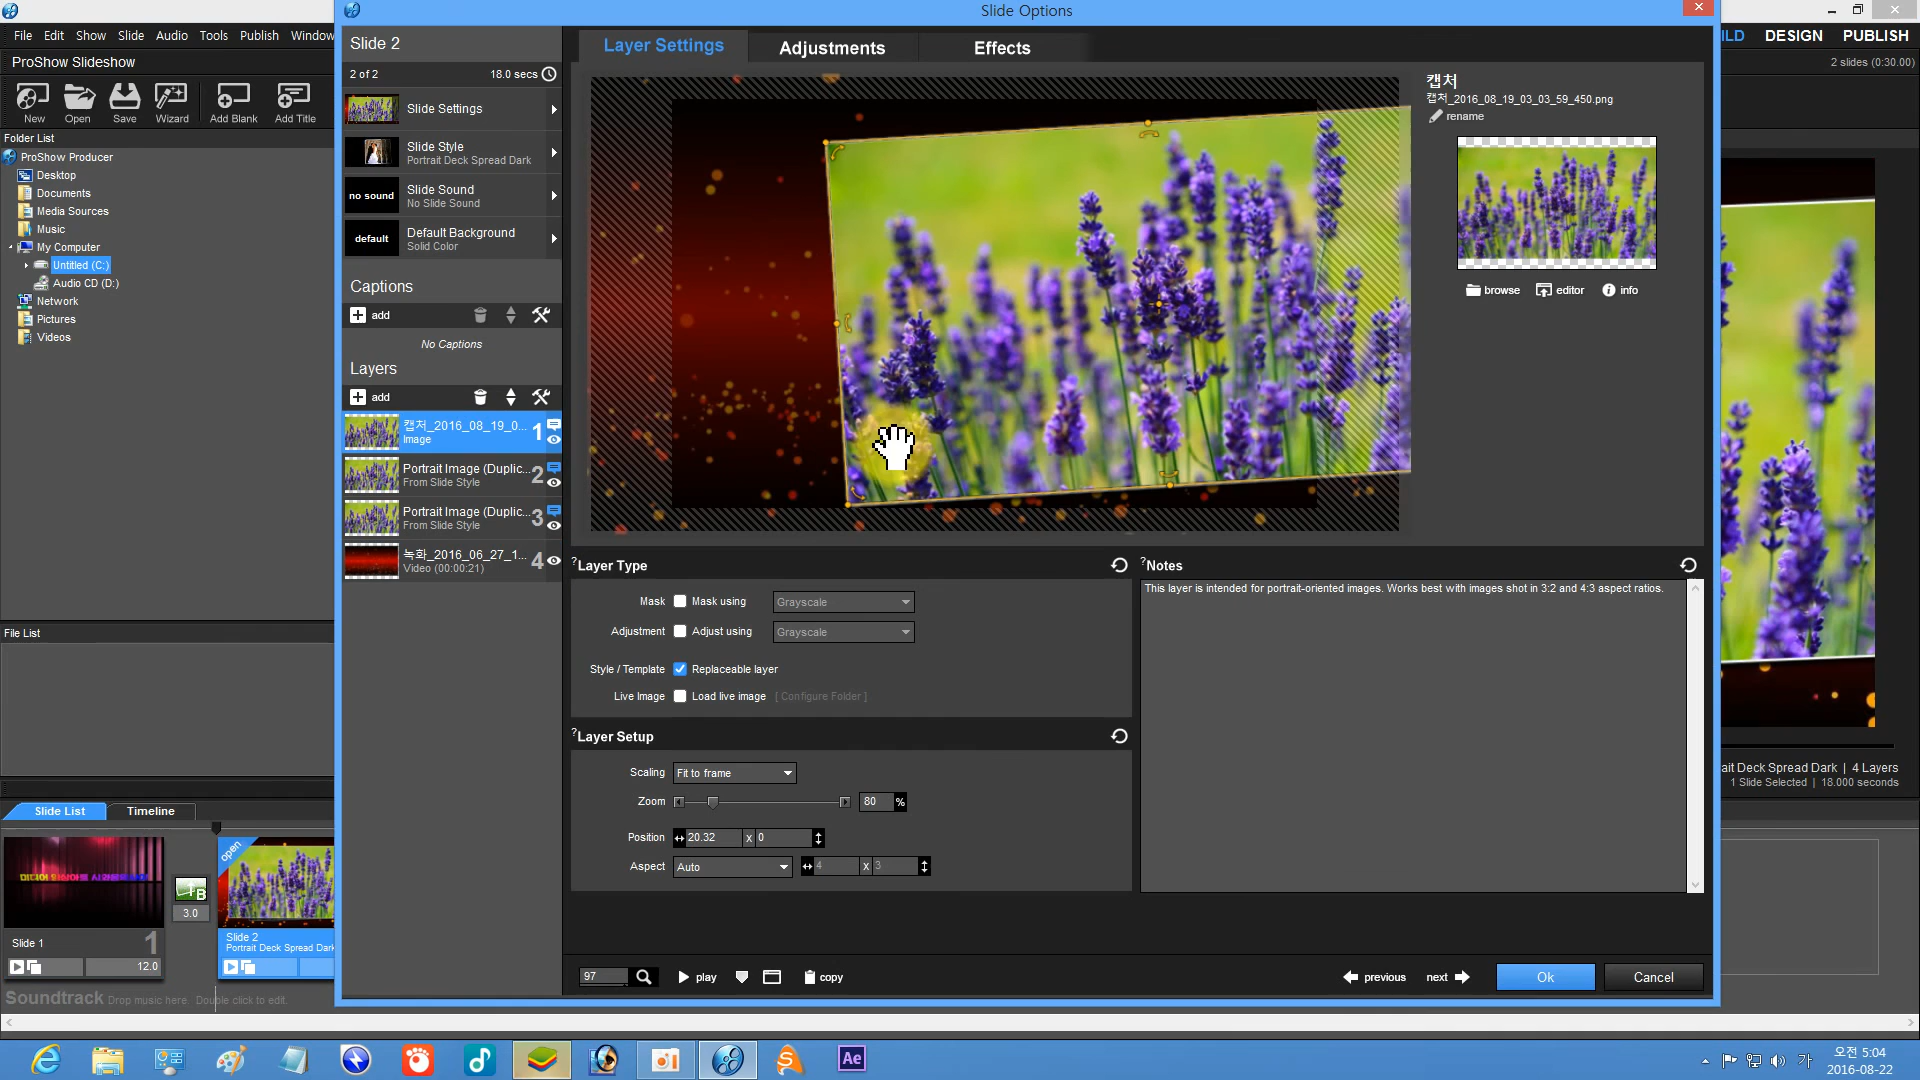 Slide Options
File Edit Show Slide Audio Tools Publish Window
ProShow Slideshow
New Open Save Wizard Add Blank Add Title
Folder List
ProShow Producer
Desktop
Documents
Media Sources
Music
My Computer
Untitled (C:)
Audio CD (D:)
Network
Pictures
Videos
File List
Slide 2
2 of 2 18.0 secs
Slide Settings
Slide Style
Portrait Deck Spread Dark
no sound
Slide Sound
No Slide Sound
default
Default Background
Solid Color
Captions
add
No Captions
Layers
add
캡처_2016_08_19_0... 1
Image
Portrait Image (Duplic... 2
From Slide Style
Portrait Image (Duplic... 3
From Slide Style
녹화_2016_06_27_1... 4
Video (00:00:21)
Layer Settings Adjustments Effects
캡처
캡처_2016_08_19_03_03_59_450.png
rename
browse editor info
?Layer Type
Mask Mask using Grayscale
Adjustment Adjust using Grayscale
Style / Template Replaceable layer
Live Image Load live image [ Configure Folder ]
?Layer Setup
Scaling Fit to frame
Zoom 80 %
Position 20.32 x 0
Aspect Auto 4 x 3
?Notes
This layer is intended for portrait-oriented images. Works best with images shot in 3:2 and 4:3 aspect ratios.
97 play copy
previous next Ok Cancel
ILD DESIGN PUBLISH
2 slides (0:30.00)
ait Deck Spread Dark | 4 Layers
1 Slide Selected | 18.000 seconds
Slide List Timeline
open
B
3.0
Slide 1 1
12.0
Slide 2
Portrait Deck Spread Dark
Soundtrack Drop music here. Double click to edit.
Ae
가
오전 5:04
2016-08-22